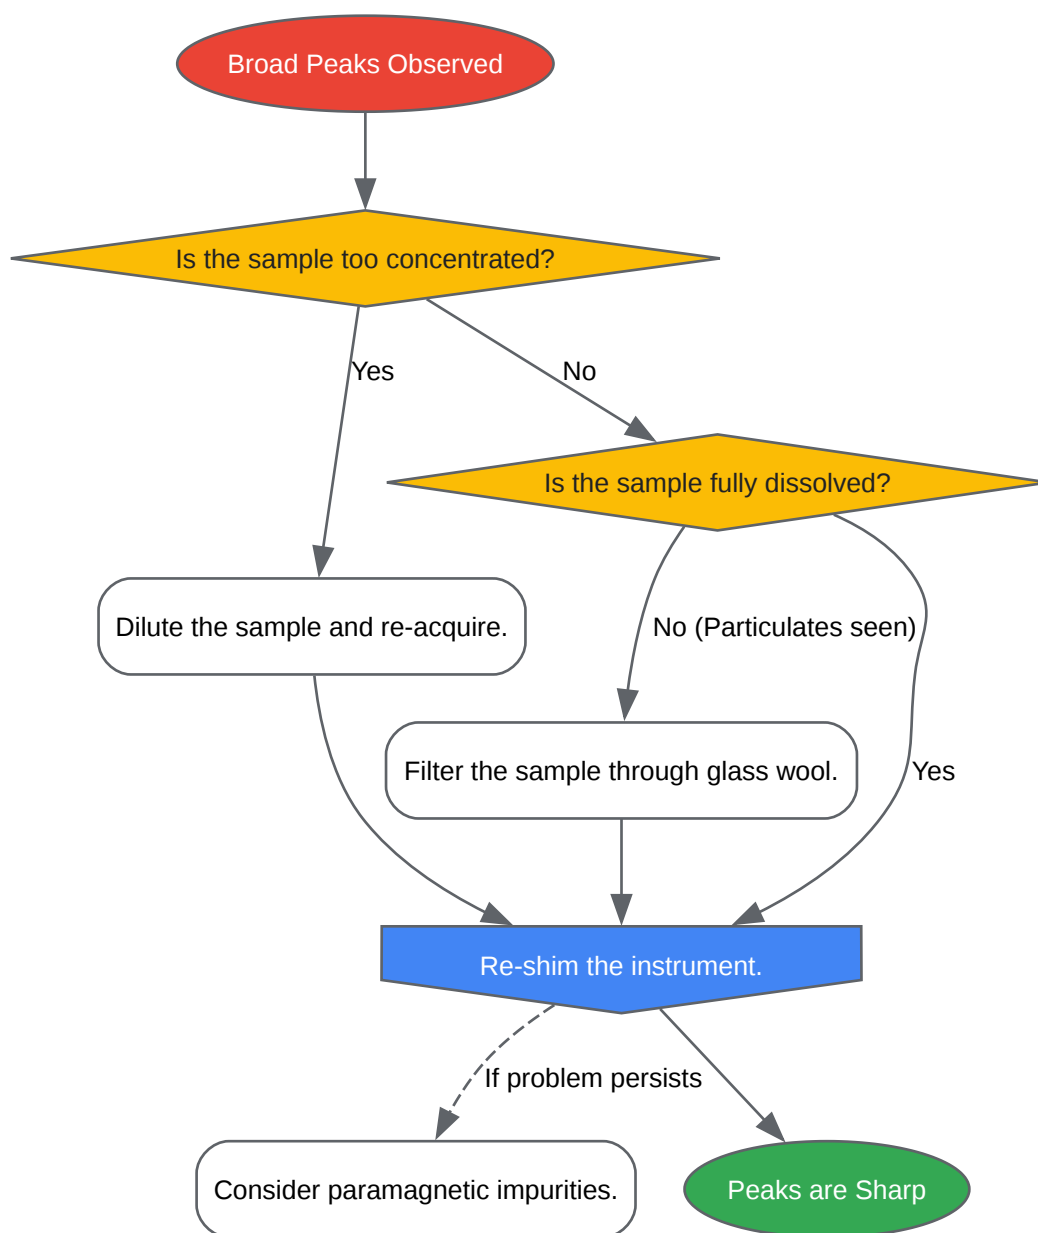 Broad Peaks Observed
Is the sample too concentrated?
Yes
No
Is the sample fully dissolved?
Dilute the sample and re-acquire.
No (Particulates seen)
Filter the sample through glass wool.
Yes
Re-shim the instrument.
If problem persists
Consider paramagnetic impurities.
Peaks are Sharp